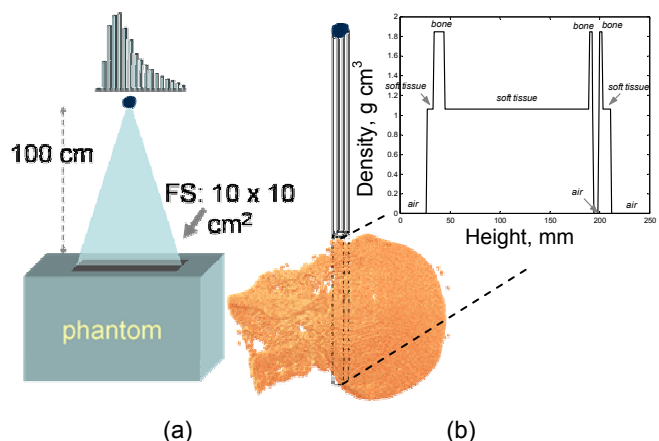 100 cm
FS: 10 x 10
cm²
phantom
(a)
bone
bone
bone
soft tissue
soft tissue
soft tissue
air
air
air
Density, g cm³
2
1.8
1.6
1.4
1.2
1
0.8
0.6
0.4
0.2
0
0
50
100
150
200
250
Height, mm
(b)